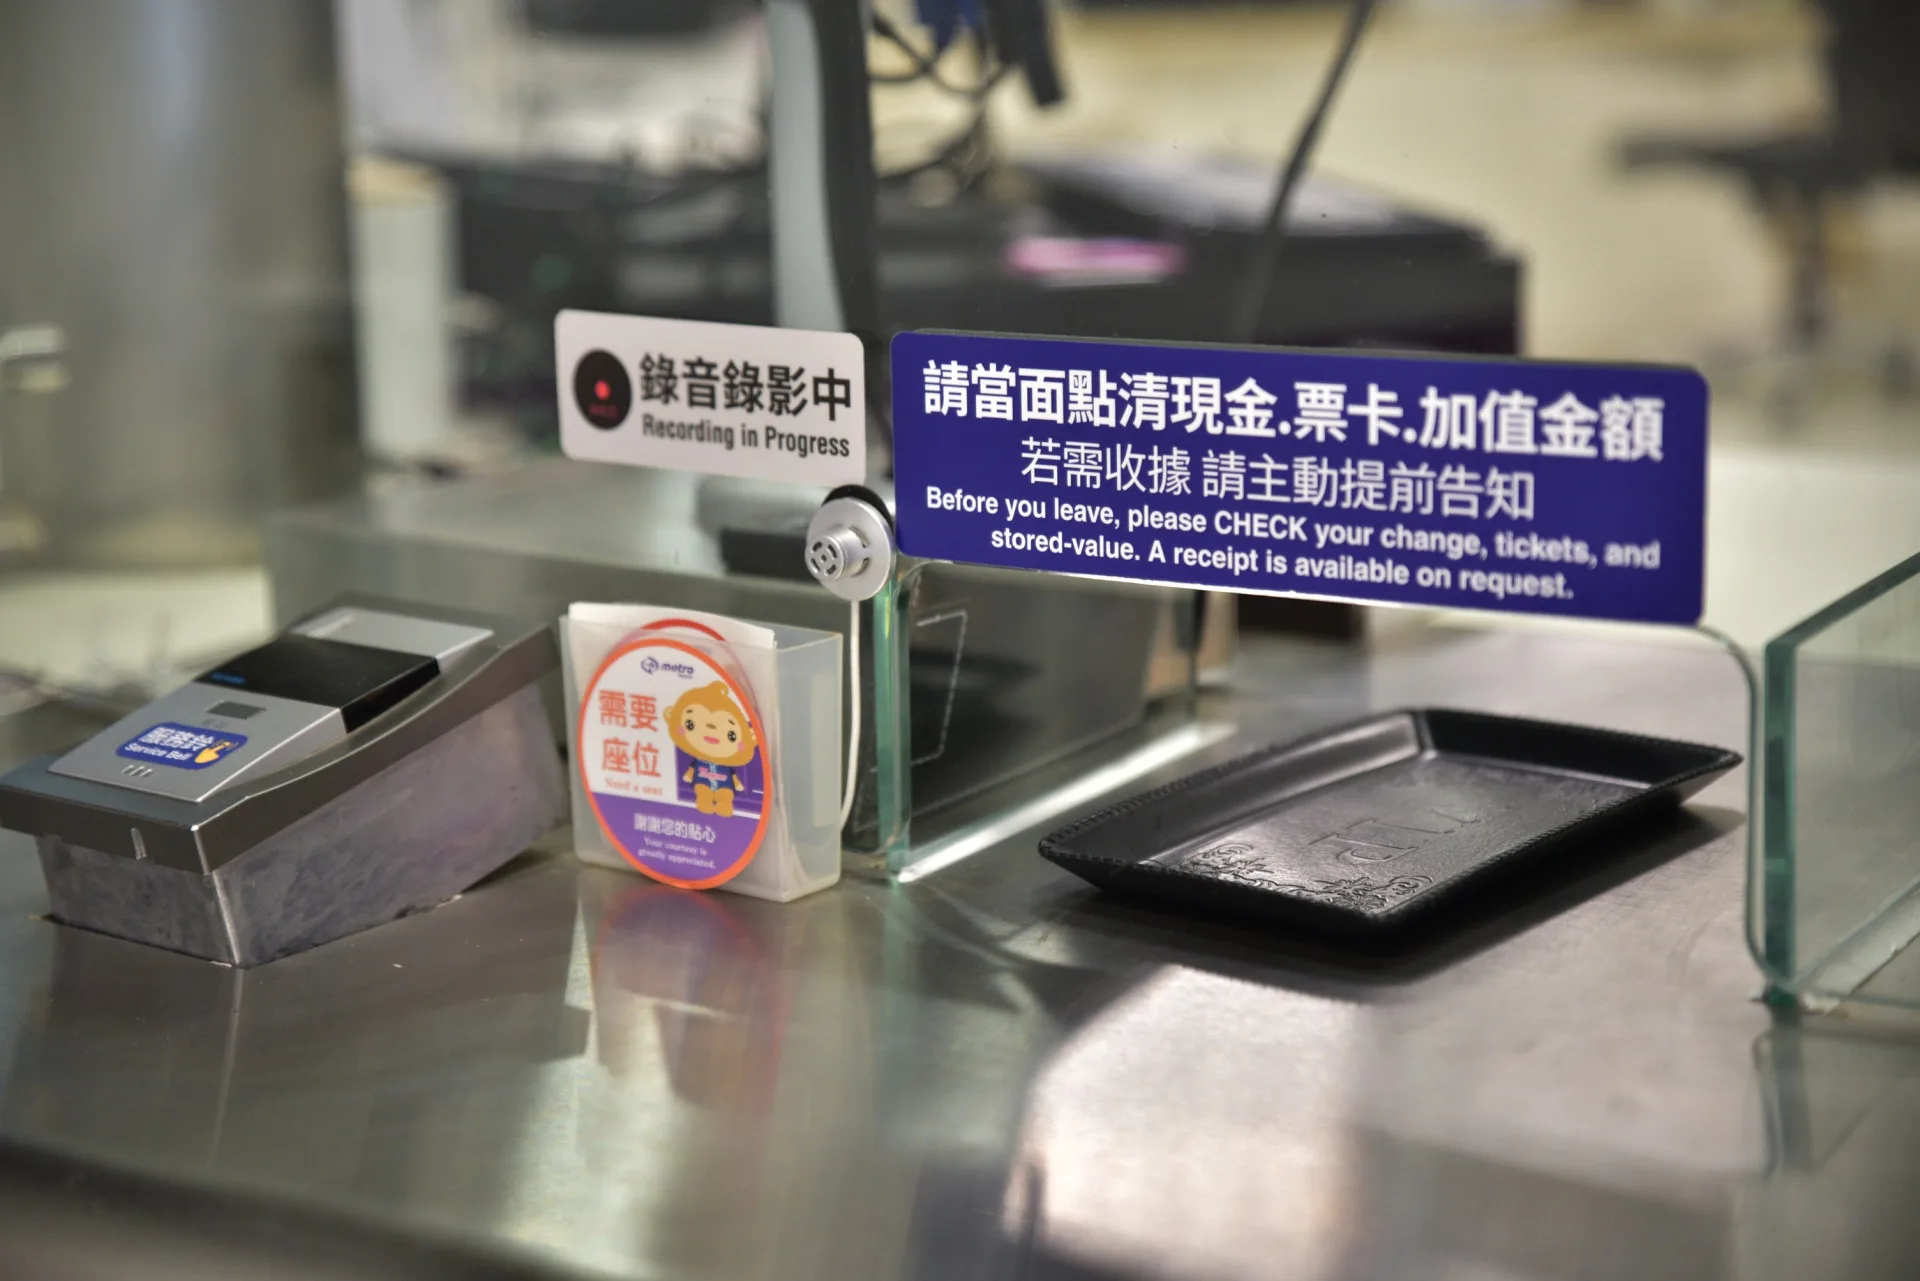 錄音錄影中
Recording in Progress
請當面點清現金.票卡.加值金額
若需收據 請主動提前告知
Before you leave, please CHECK your change, tickets, and
stored-value. A receipt is available on request.
服務鈴
Service Bell
metro
需要
座位
Need a seat
謝謝您的貼心
Your courtesy is
greatly appreciated.